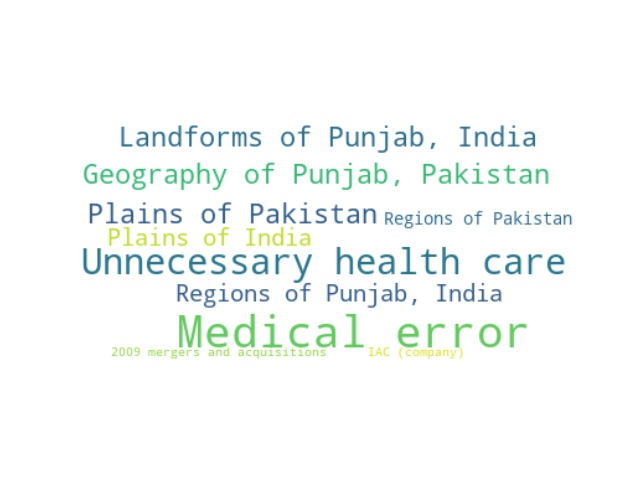 Landforms of Punjab, India
Geography of Punjab, Pakistan
Plains of Pakistan Regions of Pakistan
Plains of India
Unnecessary health care
Regions of Punjab, India
Medical error
2009 mergers and acquisitions IAC (company)